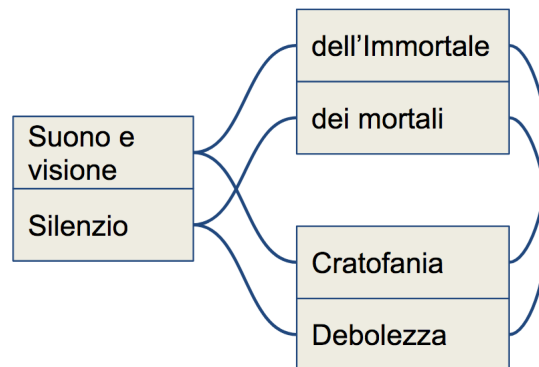 dell’Immortale
dei mortali
Suono e
visione
Silenzio
Cratofania
Debolezza